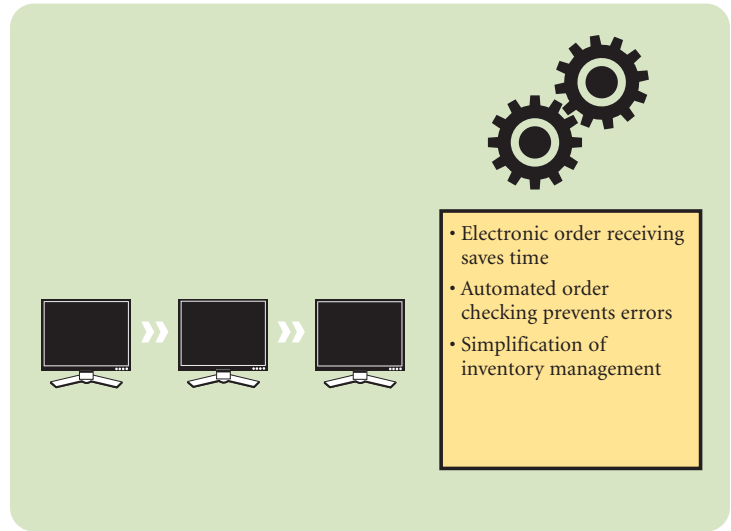 • Electronic order receiving
saves time
• Automated order
checking prevents errors
• Simplification of
inventory management